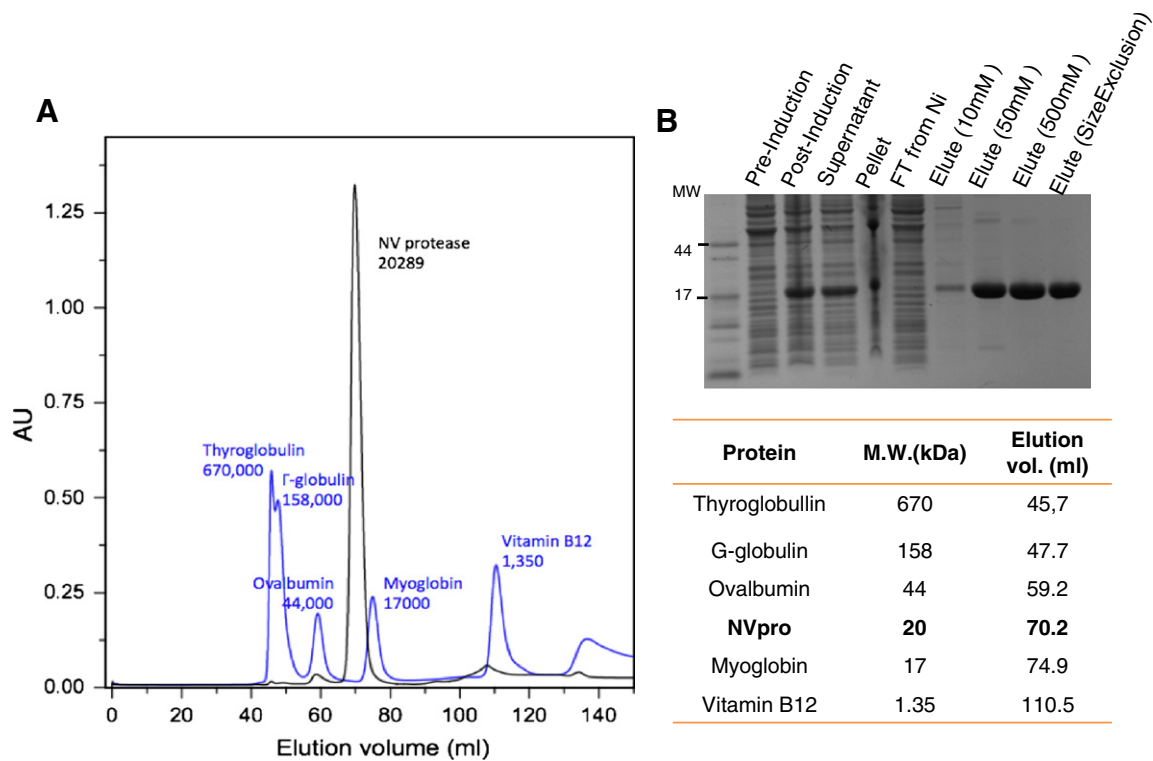 A
1.25
1.00
0.75
0.50
0.25
0.00
AU
NV protease
20289
Thyroglobulin
670,000
Γ-globulin
158,000
Ovalbumin
44,000
Myoglobin
17000
Vitamin B12
1,350
0 20 40 60 80 100 120 140
Elution volume (ml)
B
MW
Pre-Induction
Post-Induction
Supernatant
Pellet
FT from Ni
Elute (10mM )
Elute (50mM )
Elute (500mM )
Elute (SizeExclusion)
44
17
Protein M.W.(kDa) Elution
vol. (ml)
Thyroglobullin 670 45,7
G-globulin 158 47.7
Ovalbumin 44 59.2
NVpro 20 70.2
Myoglobin 17 74.9
Vitamin B12 1.35 110.5